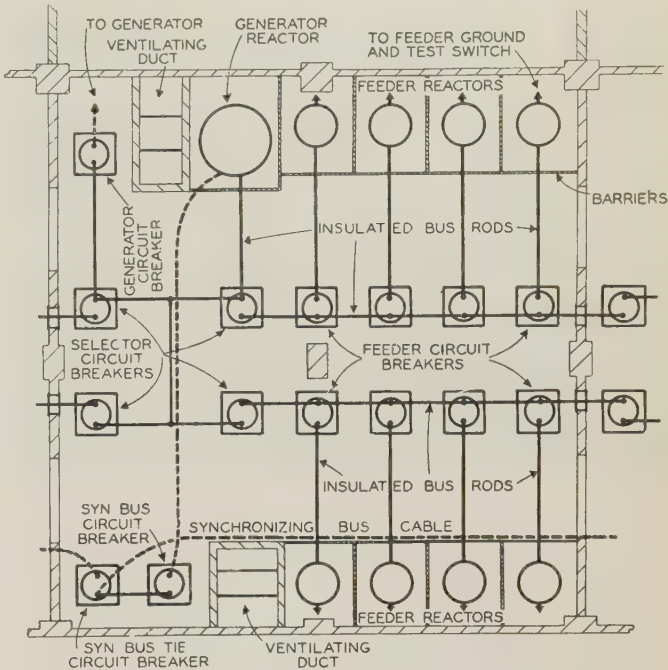 TO GENERATOR
VENTILATING
DUCT
GENERATOR
REACTOR
TO FEEDER GROUND
AND TEST SWITCH
FEEDER REACTORS
BARRIERS
GENERATOR
CIRCUIT
BREAKER
INSULATED BUS RODS
SELECTOR
CIRCUIT
BREAKERS
FEEDER CIRCUIT
BREAKERS
INSULATED BUS RODS
SYN BUS
CIRCUIT
BREAKER
SYNCHRONIZING BUS CABLE
FEEDER REACTORS
SYN BUS TIE
CIRCUIT BREAKER
VENTILATING
DUCT